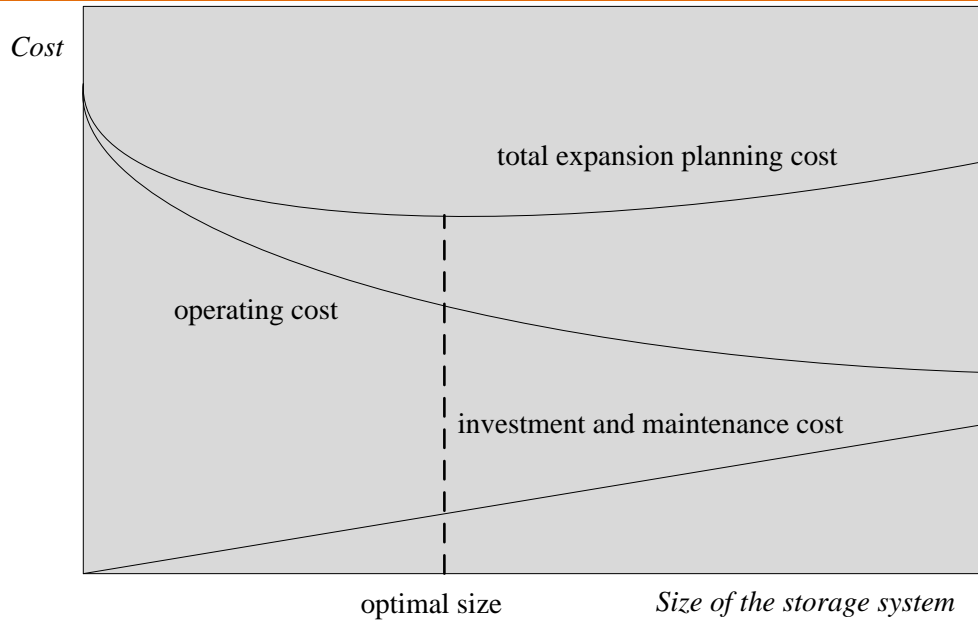 Cost
total expansion planning cost
operating cost
investment and maintenance cost
optimal size
Size of the storage system